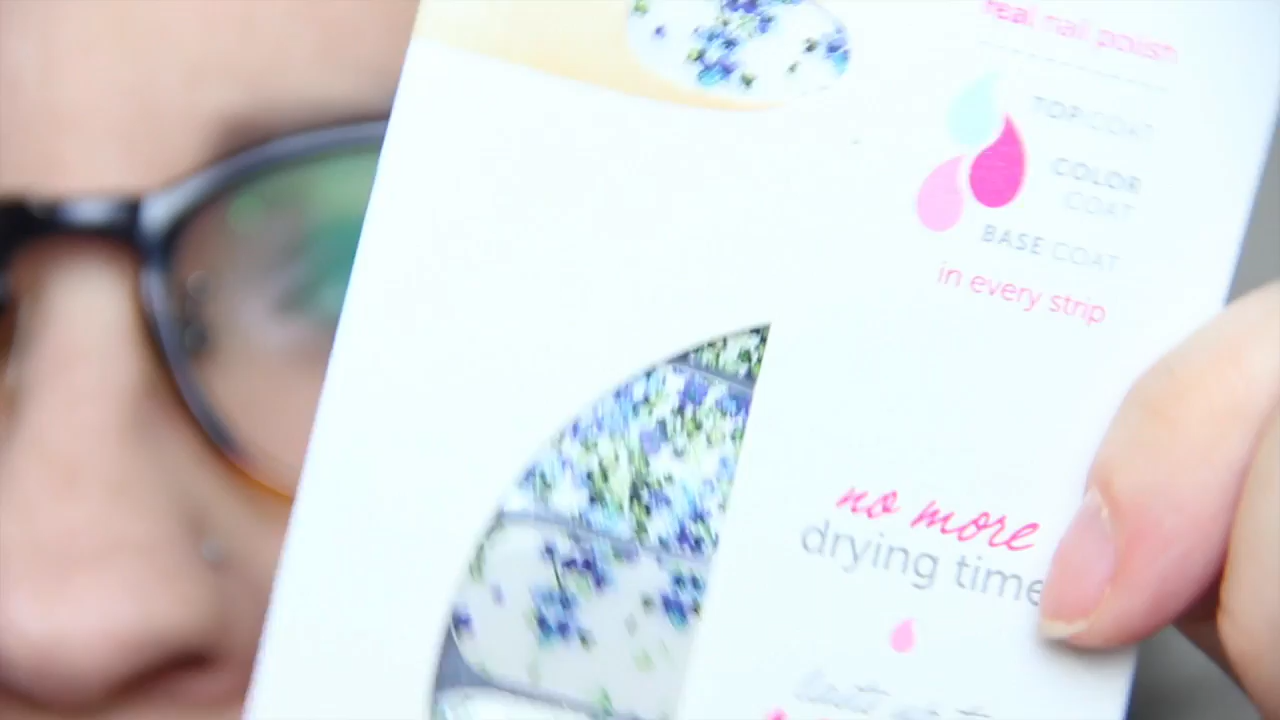 real nail polish
TOP COAT
COLOR
COAT
BASE COAT
in every strip
no more
drying time